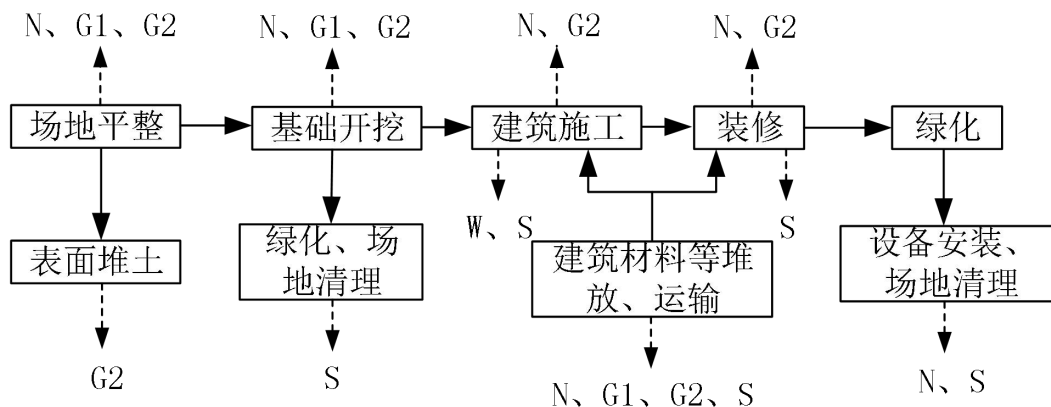 N、G1、G2
N、G1、G2
N、G2
N、G2
场地平整
基础开挖
建筑施工
装修
绿化
W、S
S
表面堆土
绿化、场
地清理
建筑材料等堆
放、运输
设备安装、
场地清理
G2
S
N、G1、G2、S
N、S